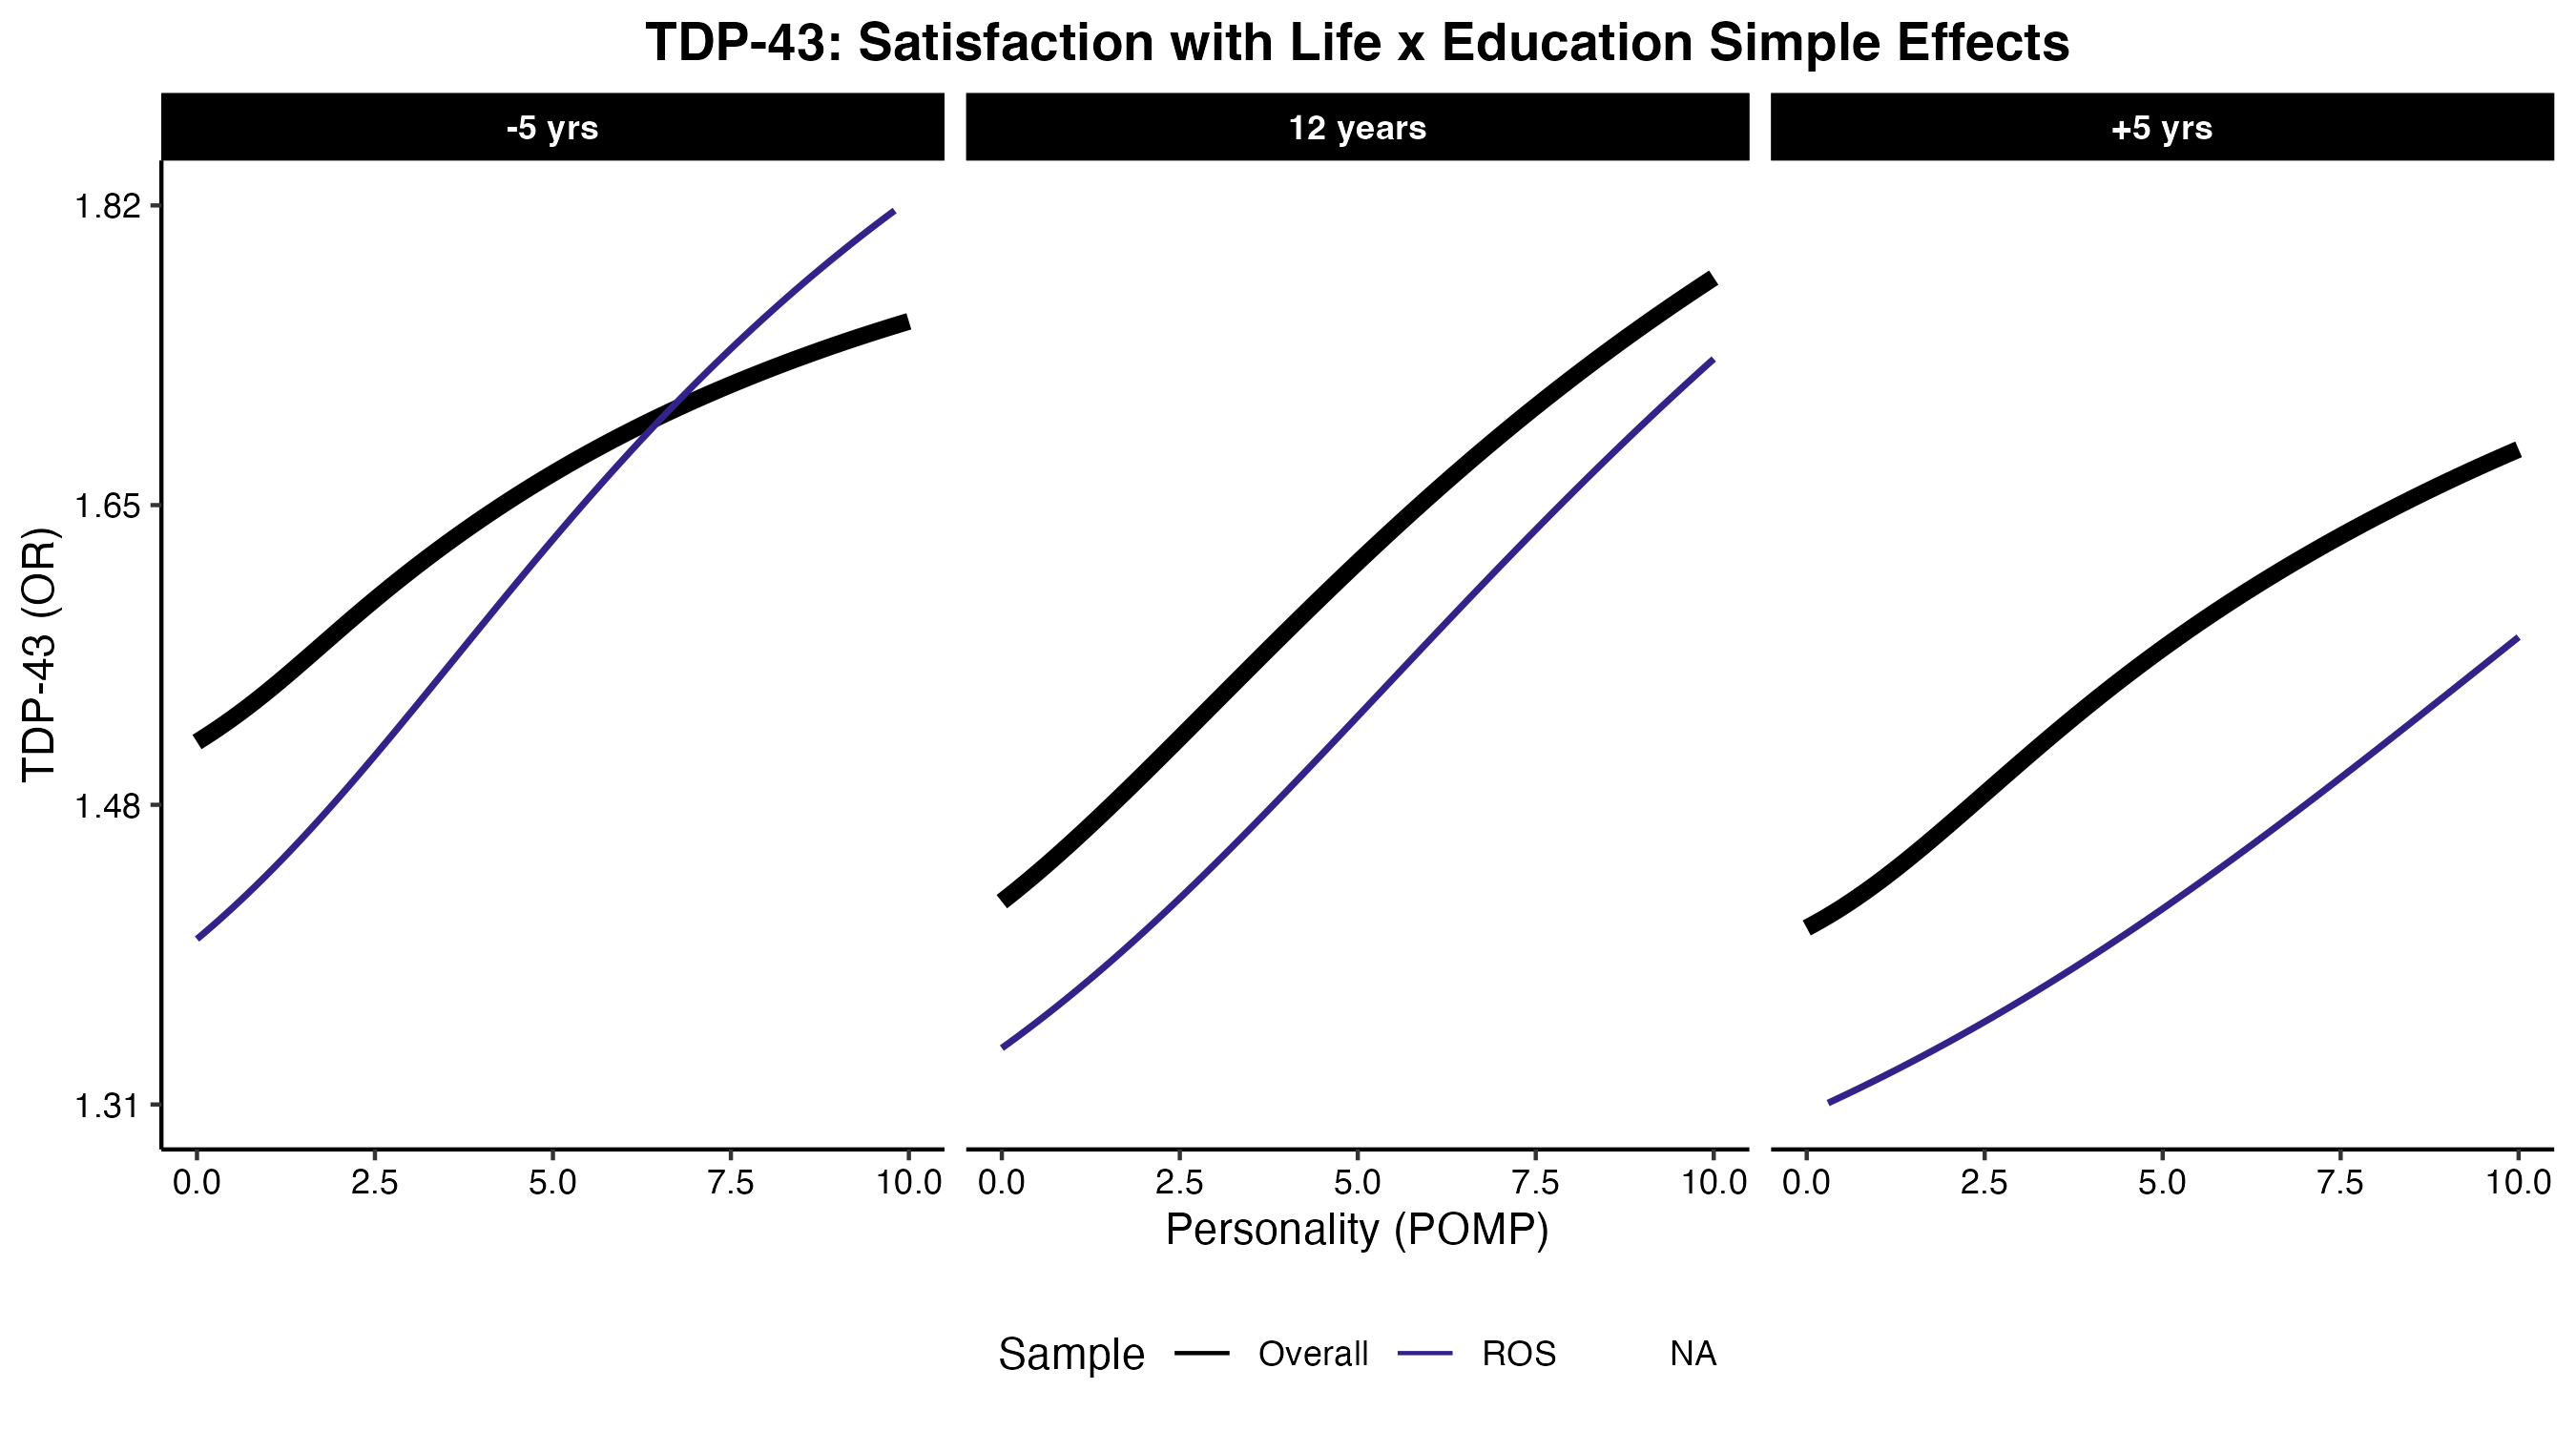 TDP-43: Satisfaction with Life x Education Simple Effects
-5 yrs 12 years +5 yrs
1.82
1.65
1.48
1.31
TDP-43 (OR)
0.0 2.5 5.0 7.5 10.0 0.0 2.5 5.0 7.5 10.0 0.0 2.5 5.0 7.5 10.0
Personality (POMP)
Sample Overall ROS NA